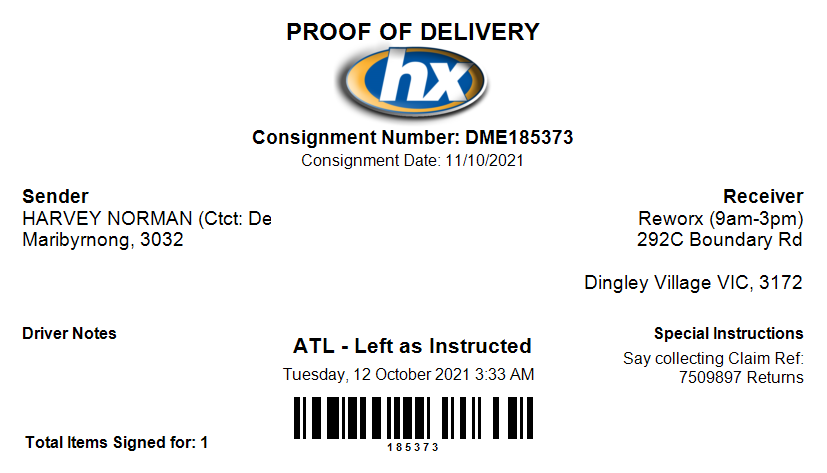 PROOF OF DELIVERY
hx
Consignment Number: DME185373
Consignment Date: 11/10/2021
Sender
HARVEY NORMAN (Ctct: De
Maribyrnong, 3032
Receiver
Reworx (9am-3pm)
292C Boundary Rd
Dingley Village VIC, 3172
Driver Notes
ATL - Left as Instructed
Tuesday, 12 October 2021 3:33 AM
Special Instructions
Say collecting Claim Ref:
7509897 Returns
185373
Total Items Signed for: 1